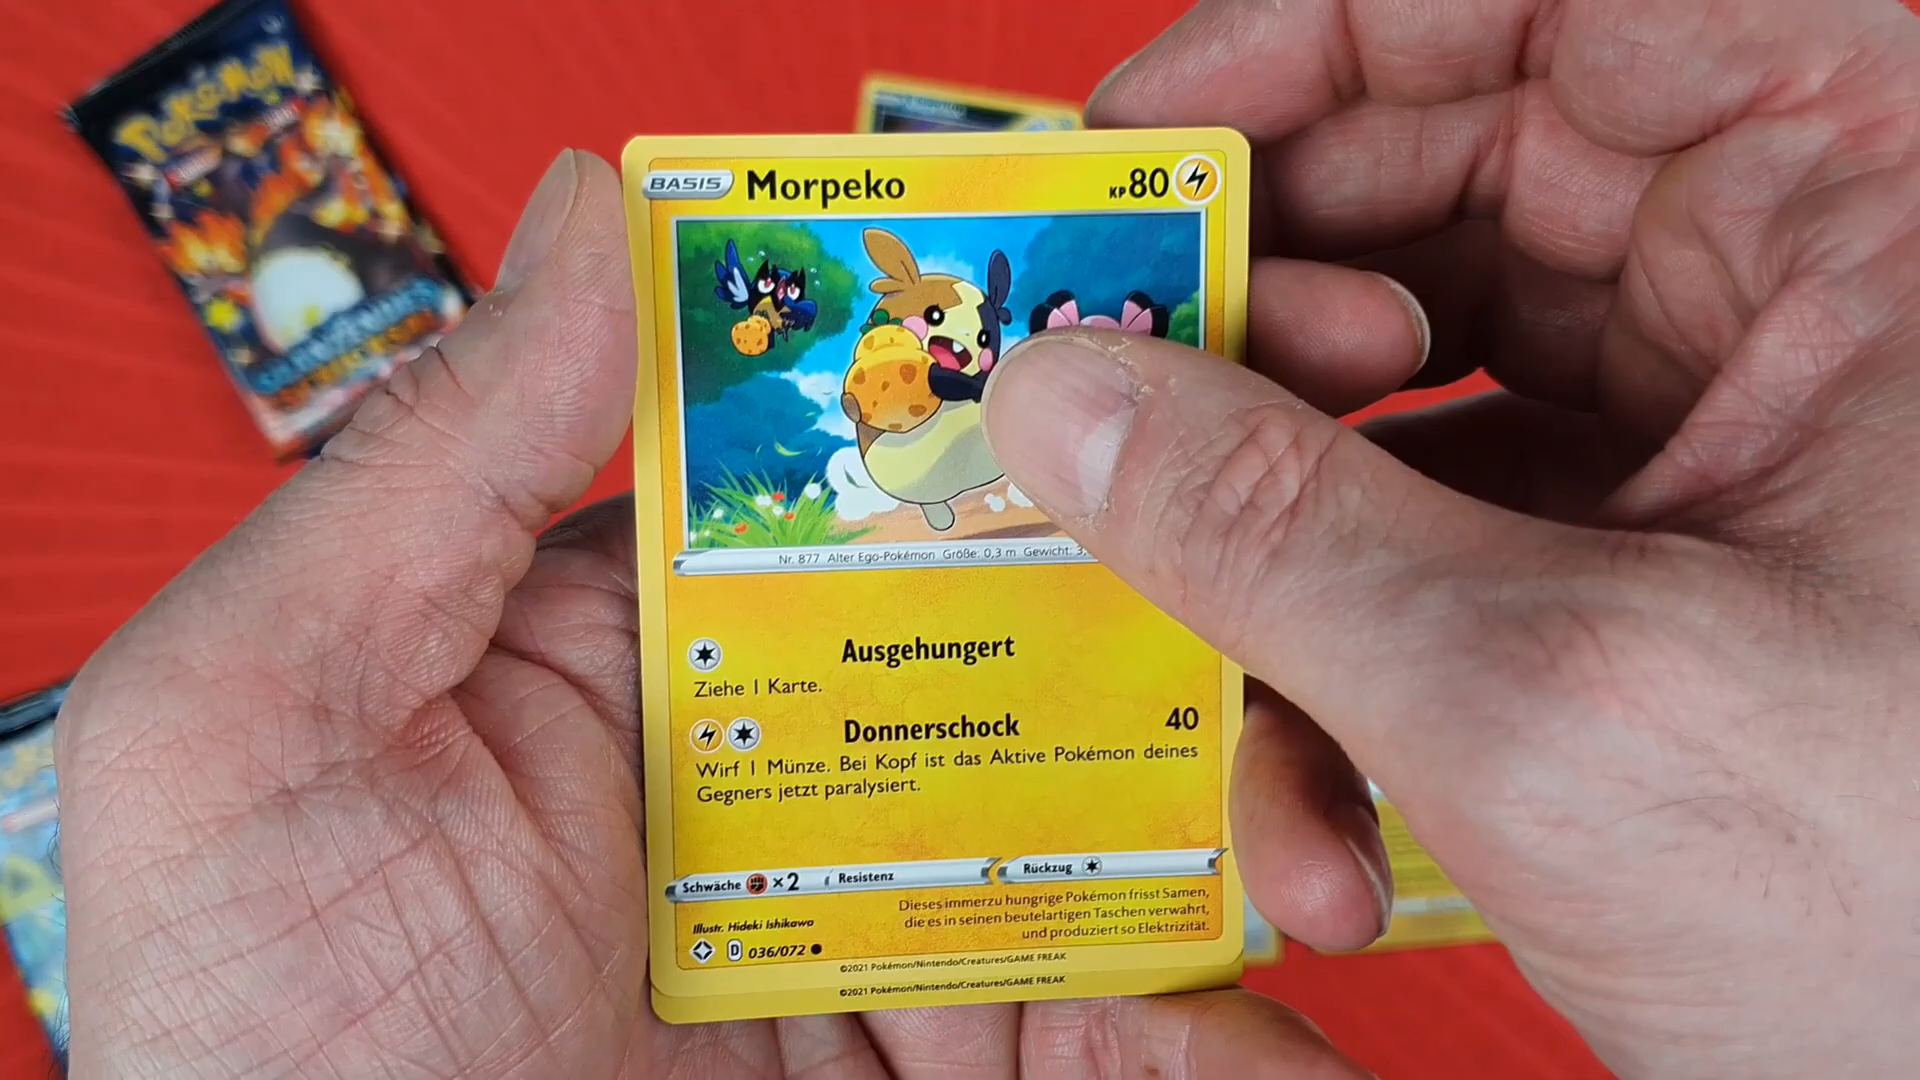 Pokémon
BASIS Morpeko KP 80
Nr. 877 Alter Ego-Pokémon Größe: 0,3 m Gewicht: 3,
Ausgehungert
Ziehe 1 Karte.
Donnerschock 40
Wirf 1 Münze. Bei Kopf ist das Aktive Pokémon deines
Gegners jetzt paralysiert.
Schwäche ×2 Resistenz Rückzug
Dieses immerzu hungrige Pokémon frisst Samen,
die es in seinen beutelartigen Taschen verwahrt,
und produziert so Elektrizität.
Illustr. Hideki Ishikawa
D 036/072
©2021 Pokémon/Nintendo/Creatures/GAME FREAK
©2021 Pokémon/Nintendo/Creatures/GAME FREAK